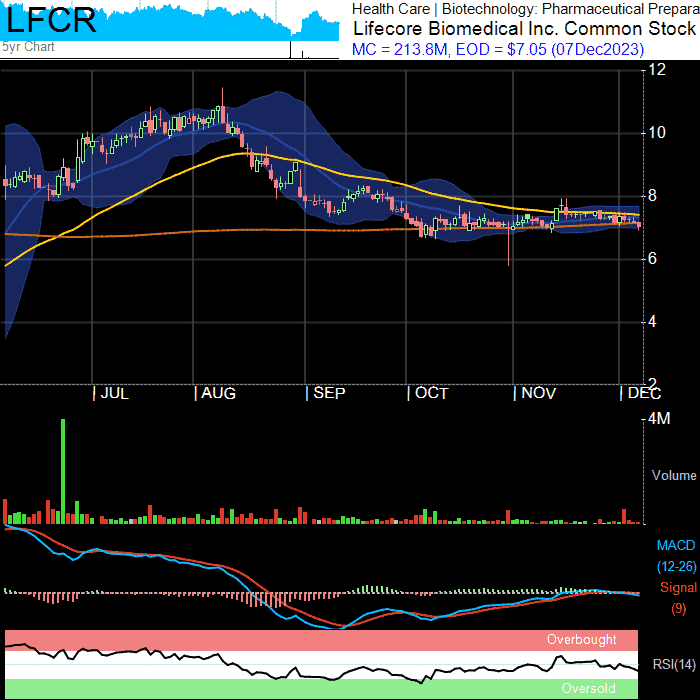 LFCR
5yr Chart
Health Care | Biotechnology: Pharmaceutical Prepara
Lifecore Biomedical Inc. Common Stock
MC = 213.8M, EOD = $7.05 (07Dec2023)
12
10
8
6
4
2
JUL AUG SEP OCT NOV DEC
4M
Volume
MACD
(12-26)
Signal
(9)
Overbought
RSI(14)
Oversold